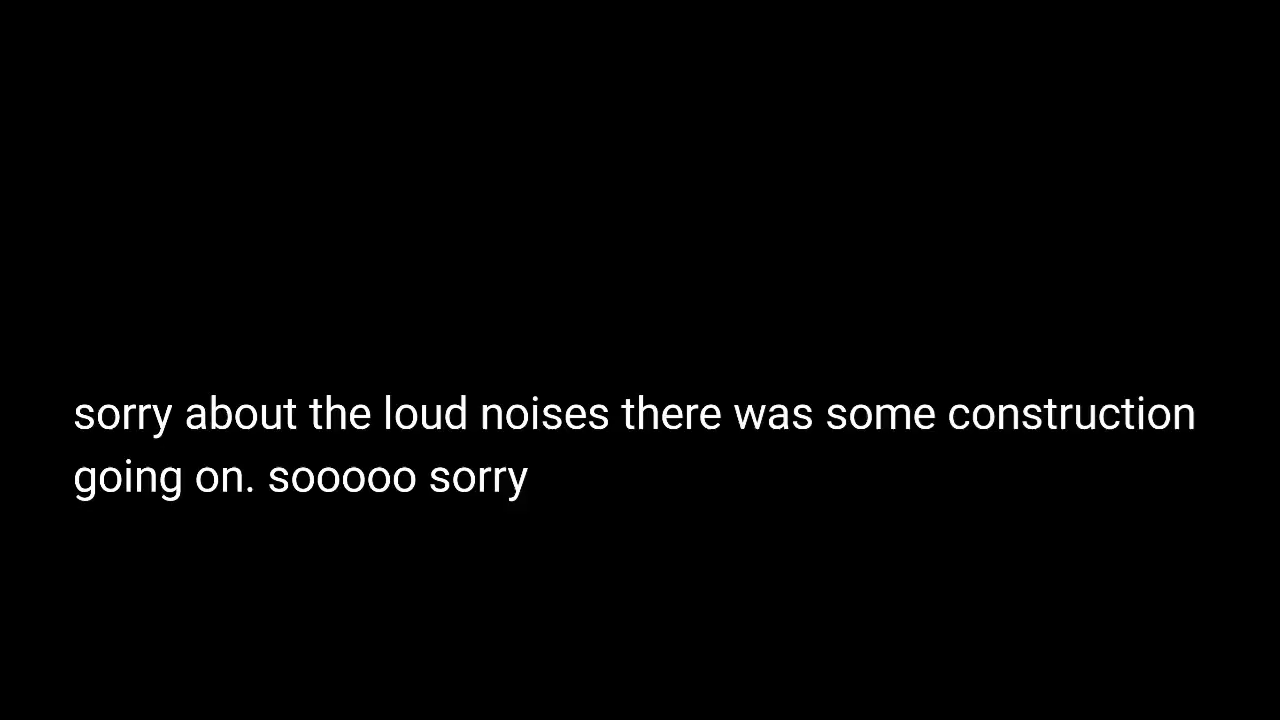 sorry about the loud noises there was some construction
going on. sooooo sorry